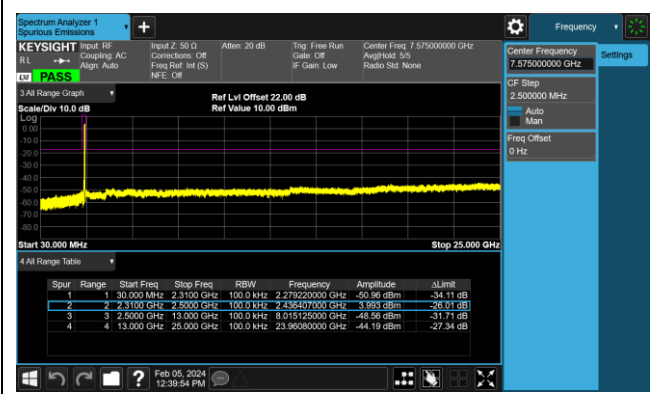 Spectrum Analyzer 1
Spurious Emissions
Frequency
KEYSIGHT Input: RF Input Z: 50 Ω Atten: 20 dB Trig: Free Run Center Freq: 7.575000000 GHz
RL Coupling: AC Corrections: Off Gate: Off Avg|Hold: 5/5
Align: Auto Freq Ref: Int (S) IF Gain: Low Radio Std: None
LXI PASS NFE: Off
Center Frequency
7.575000000 GHz
Settings
CF Step
2.500000 MHz
Auto
Man
Freq Offset
0 Hz
3 All Range Graph
Ref Lvl Offset 22.00 dB
Scale/Div 10.0 dB Ref Value 10.00 dBm
Log
0.00
-10.0
-20.0
-30.0
-40.0
-50.0
-60.0
-70.0
-80.0
Start 30.000 MHz Stop 25.000 GHz
4 All Range Table
Spur Range Start Freq Stop Freq RBW Frequency Amplitude ΔLimit
1 1 30.000 MHz 2.3100 GHz 100.0 kHz 2.279220000 GHz -50.96 dBm -34.11 dB
2 2 2.3100 GHz 2.5000 GHz 100.0 kHz 2.436407000 GHz 3.993 dBm -26.01 dB
3 3 2.5000 GHz 13.000 GHz 100.0 kHz 8.015125000 GHz -48.56 dBm -31.71 dB
4 4 13.000 GHz 25.000 GHz 100.0 kHz 23.96080000 GHz -44.19 dBm -27.34 dB
? Feb 05, 2024
12:39:54 PM